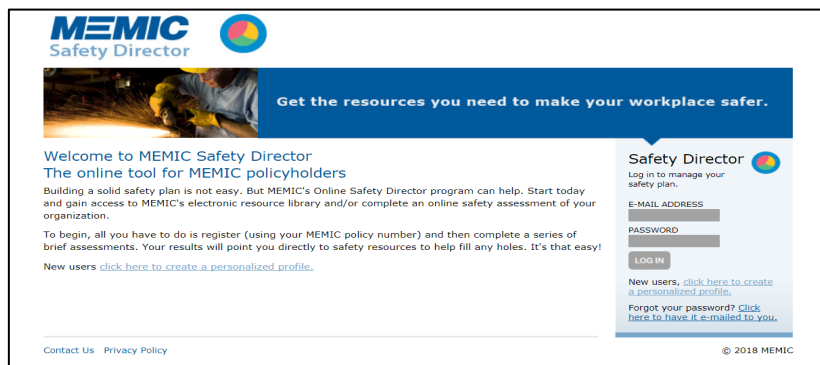 MEMIC
Safety Director
Get the resources you need to make your workplace safer.
Welcome to MEMIC Safety Director
The online tool for MEMIC policyholders
Building a solid safety plan is not easy. But MEMIC's Online Safety Director program can help. Start today
and gain access to MEMIC's electronic resource library and/or complete an online safety assessment of your
organization.
To begin, all you have to do is register (using your MEMIC policy number) and then complete a series of
brief assessments. Your results will point you directly to safety resources to help fill any holes. It's that easy!
New users click here to create a personalized profile.
Safety Director
Log in to manage your
safety plan.
E-MAIL ADDRESS
PASSWORD
LOG IN
New users, click here to create
a personalized profile.
Forgot your password? Click
here to have it e-mailed to you.
Contact Us Privacy Policy
© 2018 MEMIC